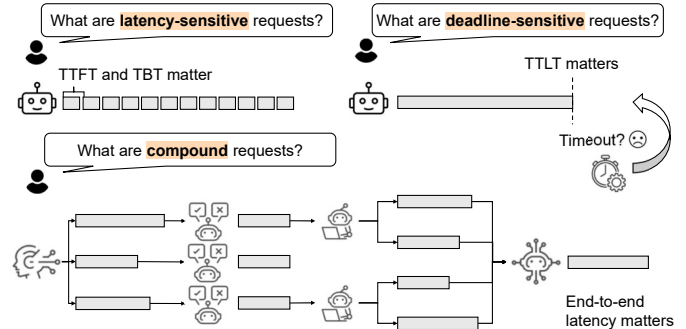 What are latency-sensitive requests?
TTFT and TBT matter
What are deadline-sensitive requests?
TTLT matters
Timeout?
What are compound requests?
End-to-end
latency matters